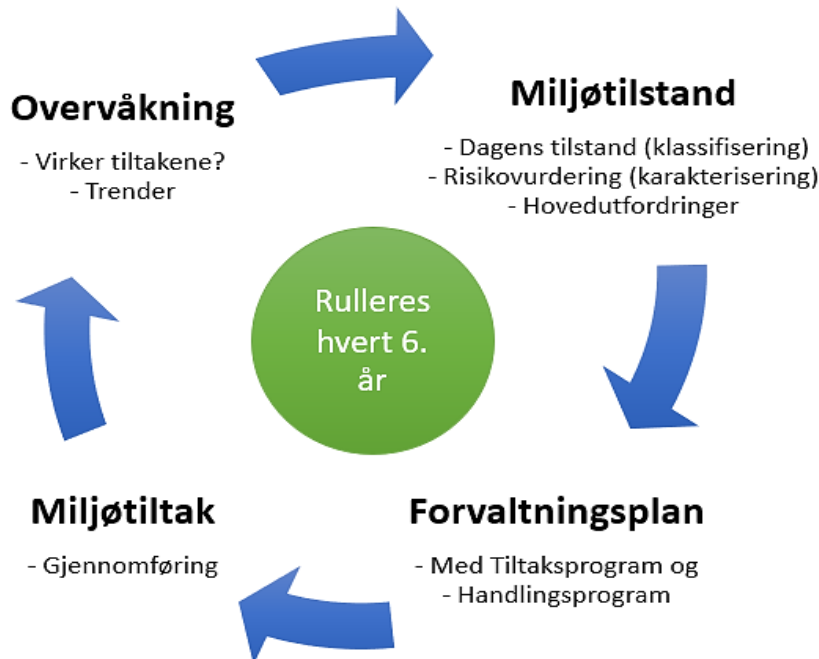 Overvåkning
- Virker tiltakene?
- Trender
Miljøtilstand
- Dagens tilstand (klassifisering)
- Risikovurdering (karakterisering)
- Hovedutfordringer
Rulleres
hvert 6.
år
Miljøtiltak
- Gjennomføring
Forvaltningsplan
- Med Tiltaksprogram og
- Handlingsprogram